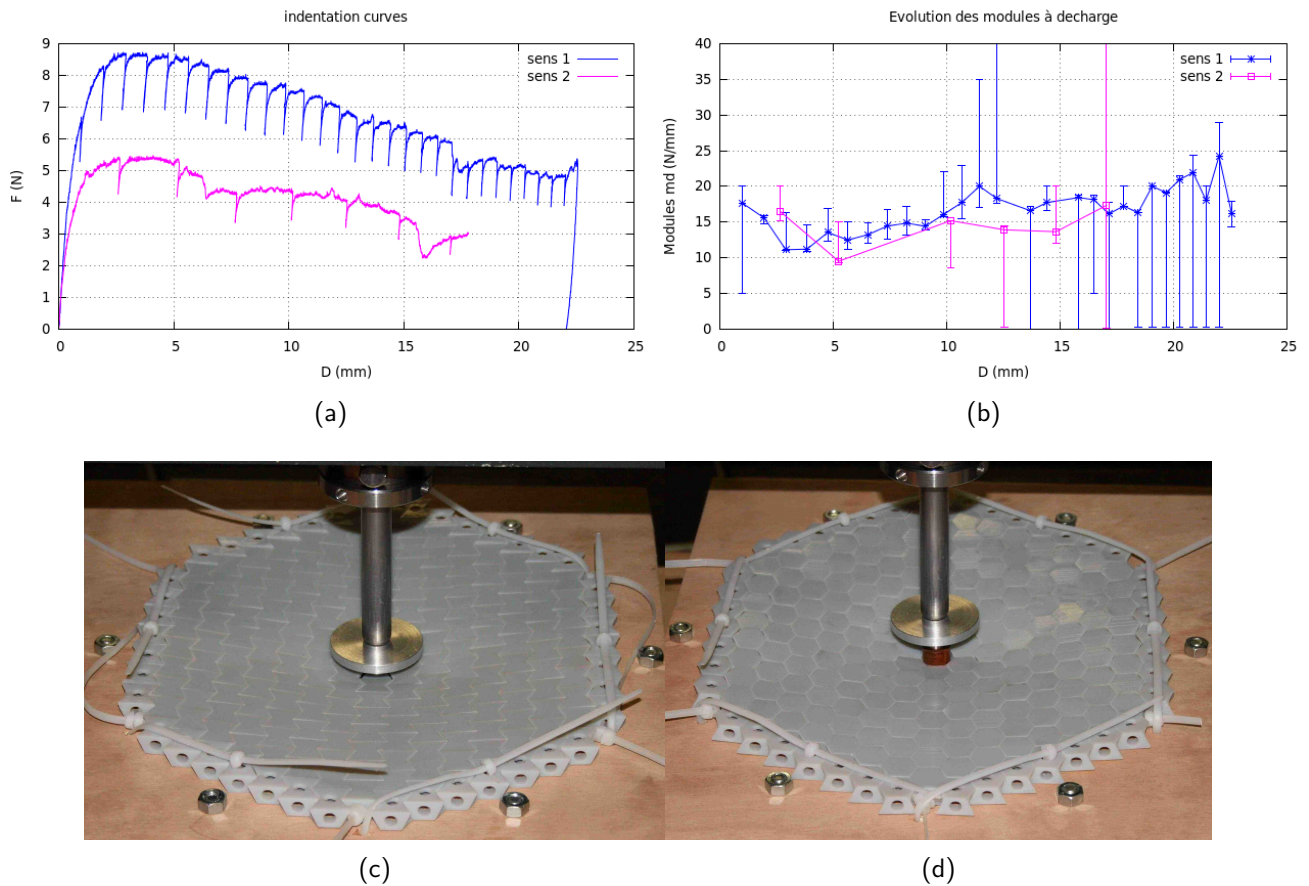 indentation curves
9
8
7
6
5
4
3
2
1
0
F (N)
sens 1
sens 2
0
5
10
15
20
25
D (mm)
(a)
Evolution des modules à decharge
40
35
30
25
20
15
10
5
0
Modules md (N/mm)
sens 1
sens 2
0
5
10
15
20
25
D (mm)
(b)
(c)
(d)